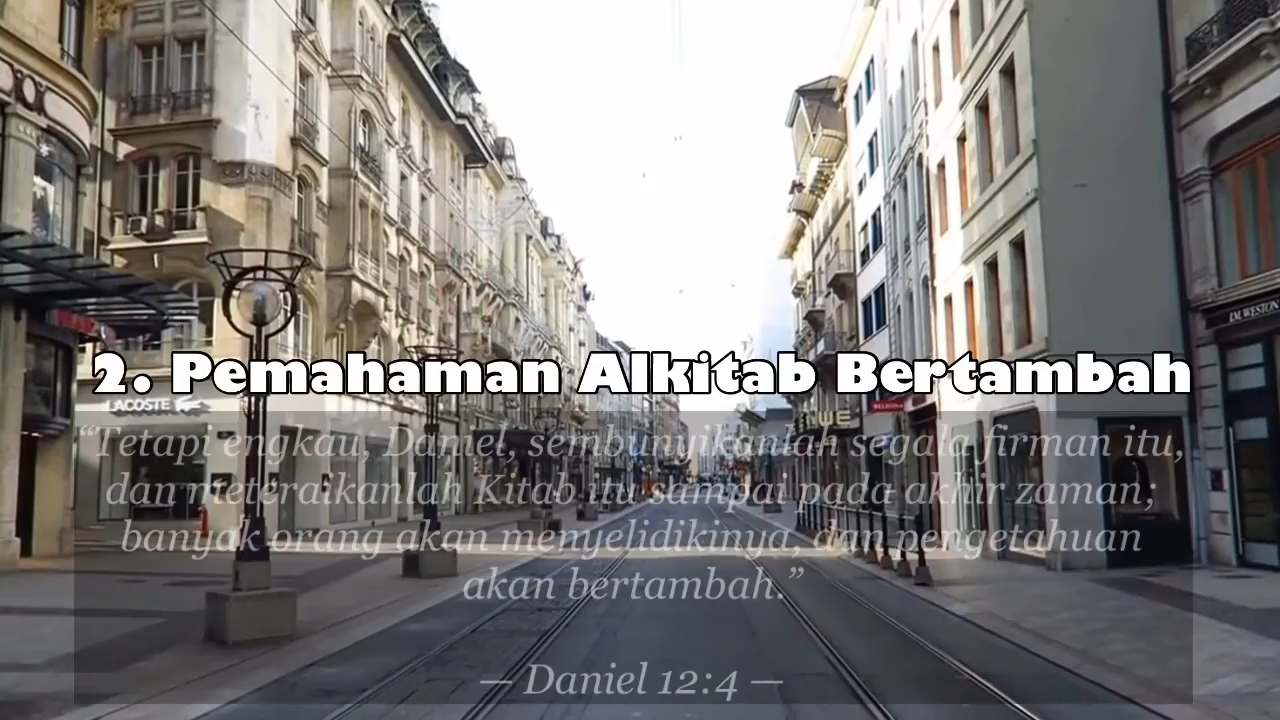 2. Pemahaman Alkitab Bertambah
LACOSTE
"Tetapi engkau, Daniel, sembunyikanlah segala firman itu,
dan meteraikanlah Kitab itu sampai pada akhir zaman;
banyak orang akan menyelidikinya, dan pengetahuan
akan bertambah."
— Daniel 12:4 —
J.M. WESTON